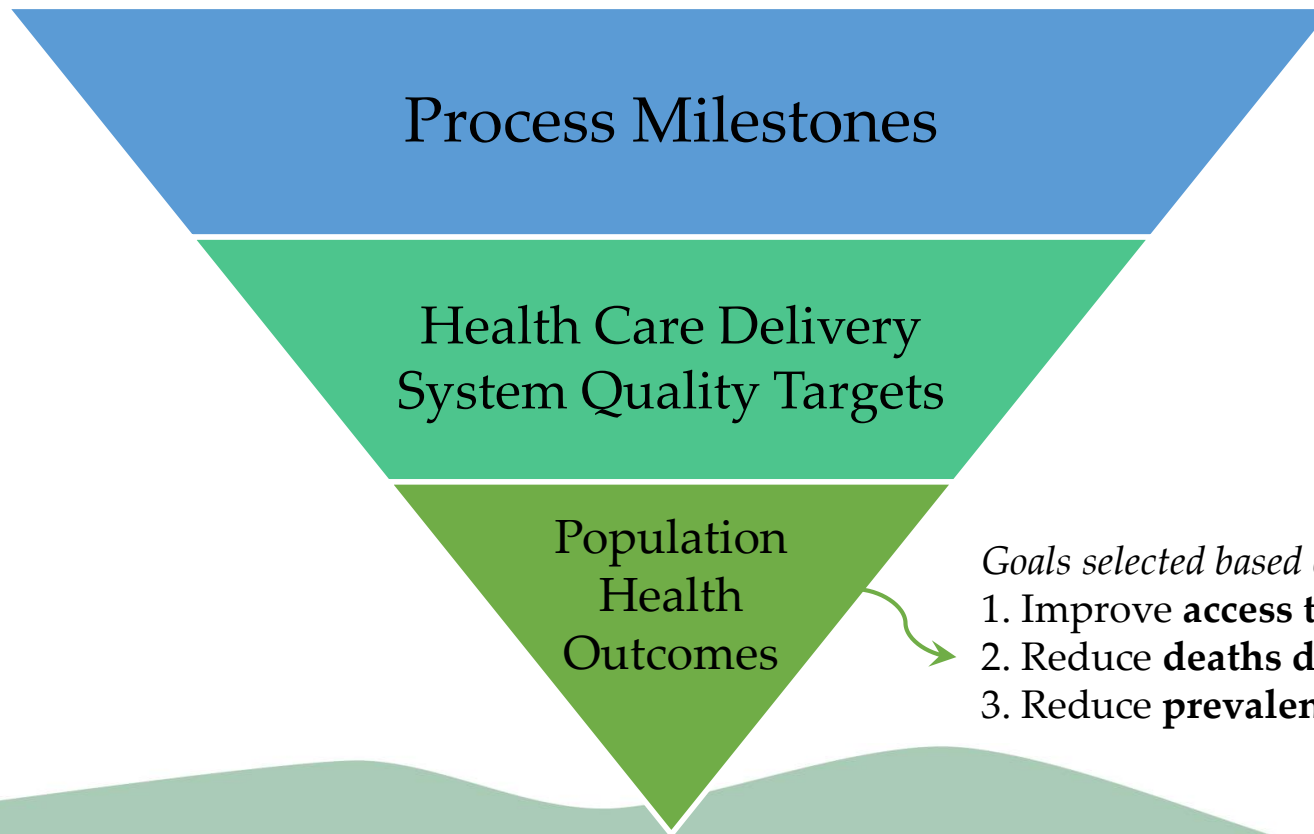 Process Milestones
Health Care Delivery
System Quality Targets
Population
Health
Outcomes
Goals selected based
1. Improve access
2. Reduce deaths
3. Reduce